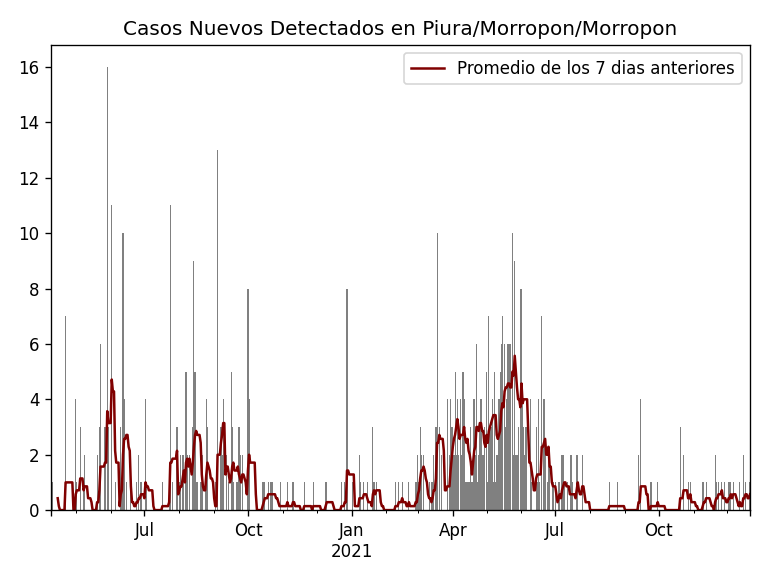 Casos Nuevos Detectados en Piura/Morropon/Morropon
Promedio de los 7 dias anteriores
16
14
12
10
8
6
4
2
0
Jul
Oct
Jan
2021
Apr
Jul
Oct